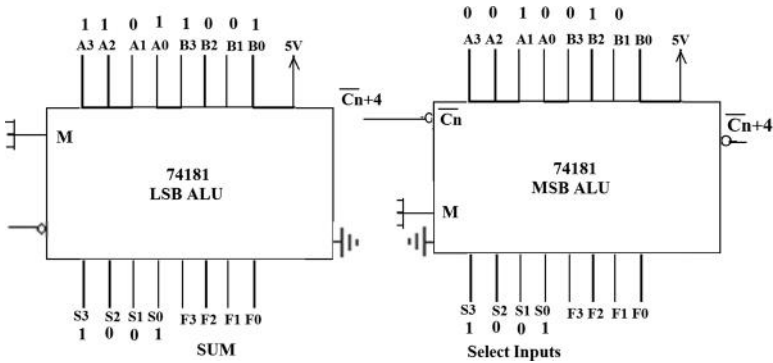 1 1 0 1 1 0 0 1
A3 A2 A1 A0 B3 B2 B1 B0 5V
0 0 1 0 0 1 0
A3 A2 A1 A0 B3 B2 B1 B0 5V
C̅n+4
M
74181
LSB ALU
C̅n
74181
MSB ALU
M
C̅n+4
S3 S2 S1 S0 F3 F2 F1 F0
1 0 0 1
SUM
S3 S2 S1 S0 F3 F2 F1 F0
1 0 0 1
Select Inputs